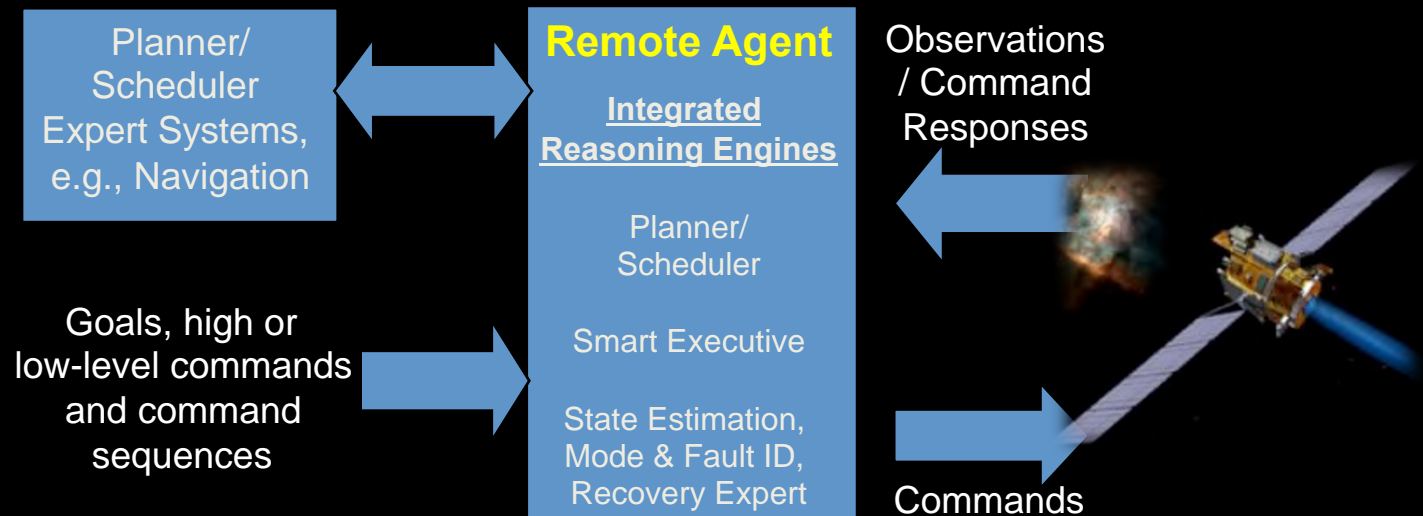 Planner/
Scheduler
Expert Systems,
e.g., Navigation
Goals, high or
low-level commands
and command
sequences
Remote Agent
Integrated
Reasoning Engines
Planner/
Scheduler
Smart Executive
State Estimation,
Mode & Fault ID,
Recovery Expert
Observations
/ Command
Responses
Commands